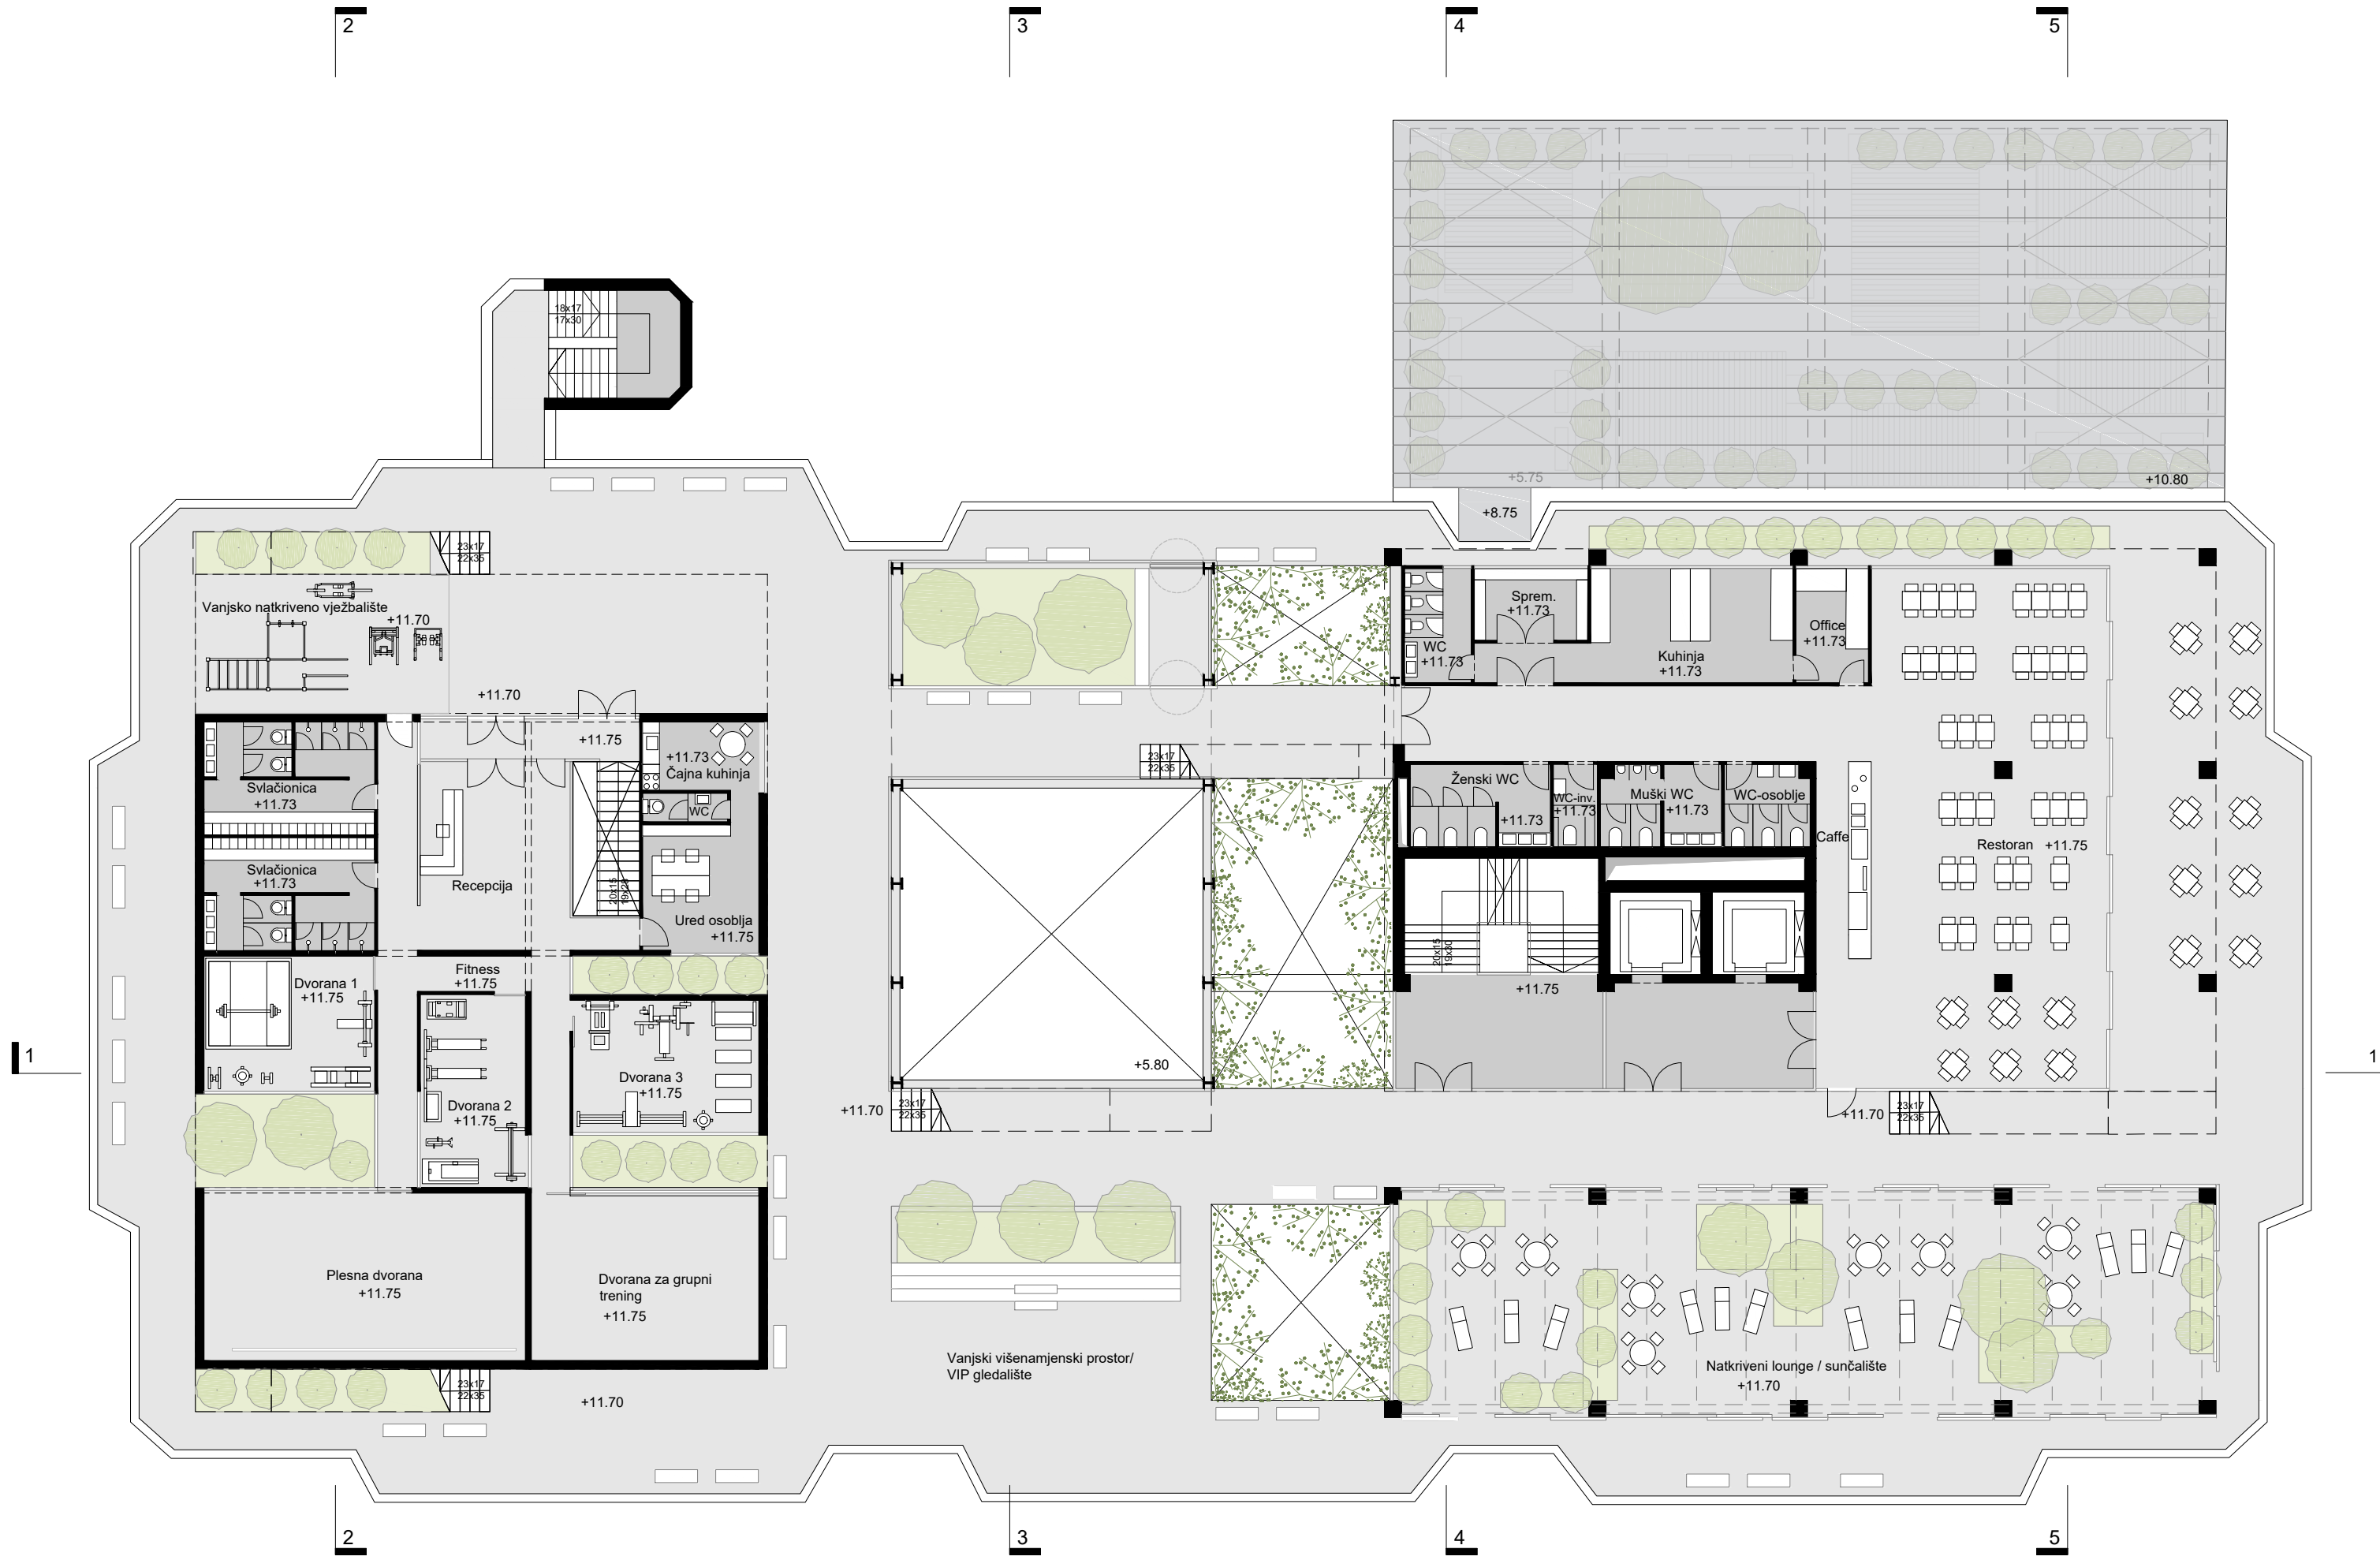 2
3
4
5
18x17
17x30
+5.75
+10.80
+8.75
23x17
22x35
Vanjsko natkriveno vježbalište
+11.70
Sprem.
+11.73
WC
+11.73
Office
+11.73
Kuhinja
+11.73
+11.70
+11.75
+11.73
Čajna kuhinja
23x17
22x35
Svlačionica
+11.73
WC
Ženski WC
+11.73
WC-inv.
+11.73
Muški WC
+11.73
WC-osoblje
Caffe
Restoran +11.75
Svlačionica
+11.73
Recepcija
20x15
19x28
Ured osoblja
+11.75
20x15
19x30
+11.75
Fitness
+11.75
Dvorana 1
+11.75
Dvorana 3
+11.75
Dvorana 2
+11.75
+5.80
1
1
+11.70
23x17
22x35
+11.70
23x17
22x35
Plesna dvorana
+11.75
Dvorana za grupni
trening
+11.75
Vanjski višenamjenski prostor/
VIP gledalište
Natkriveni lounge / sunčalište
+11.70
23x17
22x35
+11.70
2
3
4
5